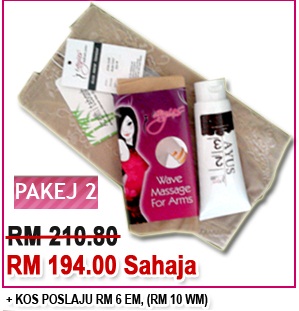 Wave
Massage
For Arms
AYUS
PAKEJ 2
RM 210.80
RM 194.00 Sahaja
+ KOS POSLAJU RM 6 EM, (RM 10 WM)